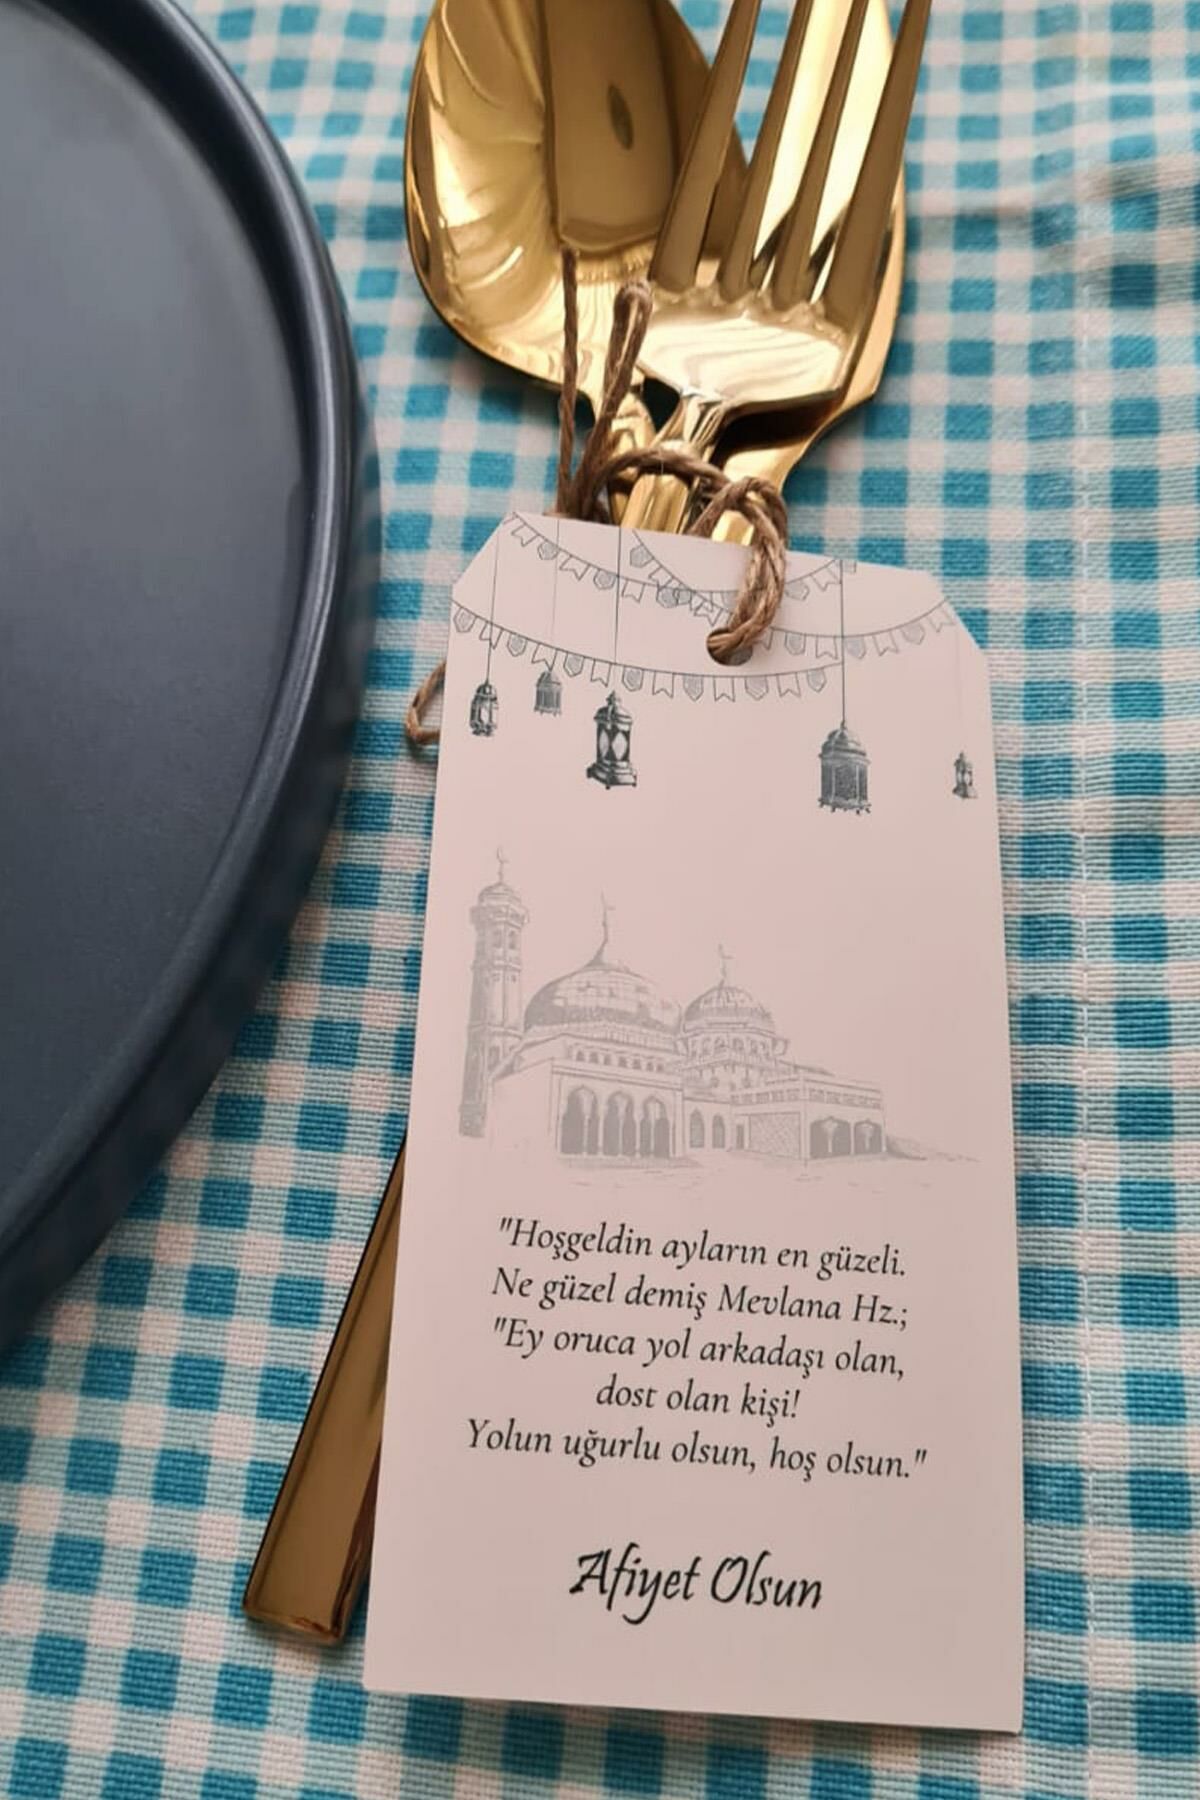 "Hoşgeldin ayların en güzeli.
Ne güzel demiş Mevlana Hz.;
"Ey oruca yol arkadaşı olan,
dost olan kişi!
Yolun uğurlu olsun, hoş olsun."
Afiyet Olsun